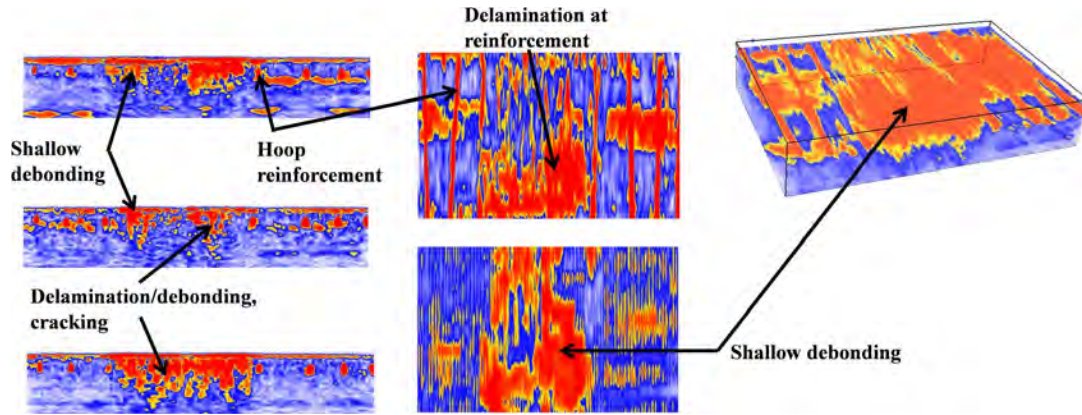 Delamination at
reinforcement
Shallow
debonding
Hoop
reinforcement
Delamination/debonding,
cracking
Shallow debonding